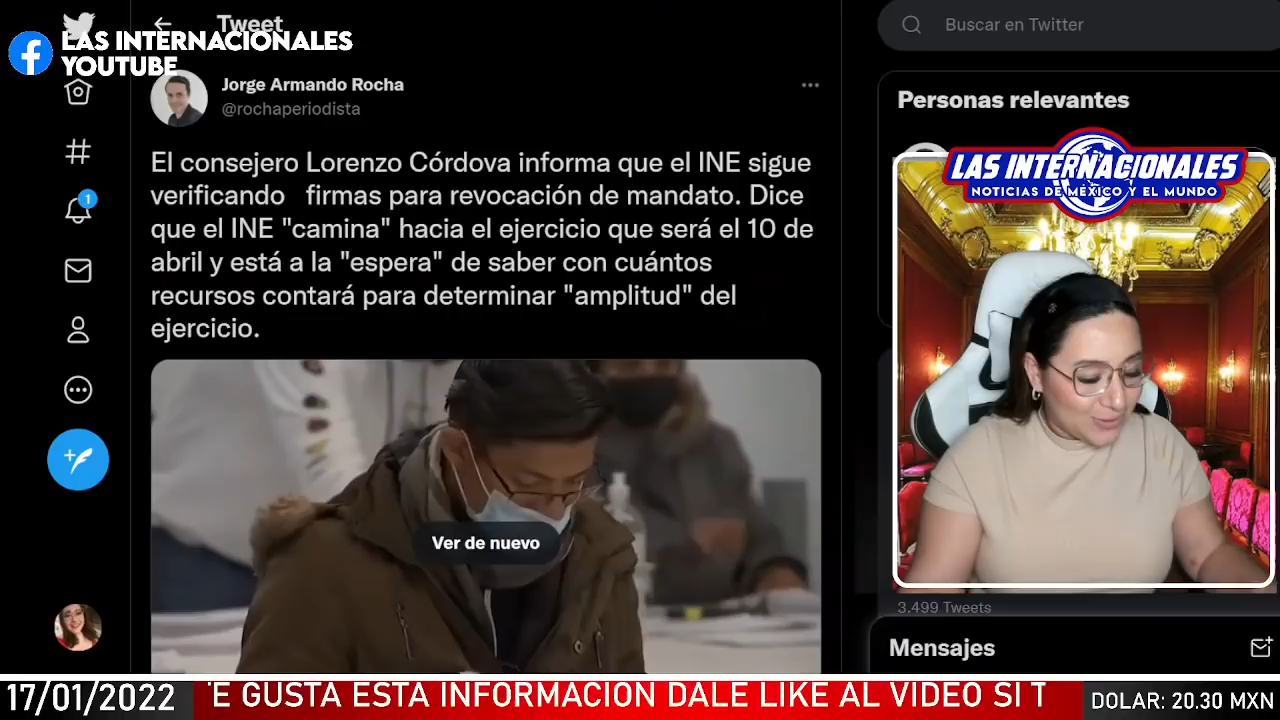 LAS INTERNACIONALES
YOUTUBE
Tweet
Buscar en Twitter
Jorge Armando Rocha
@rochaperiodista
El consejero Lorenzo Córdova informa que el INE sigue
verificando firmas para revocación de mandato. Dice
que el INE "camina" hacia el ejercicio que será el 10 de
abril y está a la "espera" de saber con cuántos
recursos contará para determinar "amplitud" del
ejercicio.
Ver de nuevo
1
Personas relevantes
LAS INTERNACIONALES
NOTICIAS DE MÉXICO Y EL MUNDO
3.499 Tweets
Mensajes
17/01/2022
'E GUSTA ESTA INFORMACION DALE LIKE AL VIDEO SI T
DOLAR: 20.30 MXN